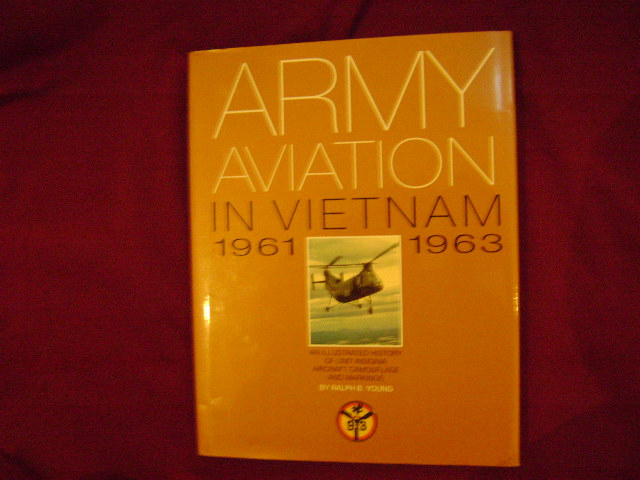 ARMY
AVIATION
IN VIETNAM
1961 1963
AN ILLUSTRATED HISTORY
OF UNIT INSIGNIA
AIRCRAFT CAMOUFLAGE
AND MARKINGS
BY RALPH B. YOUNG
93